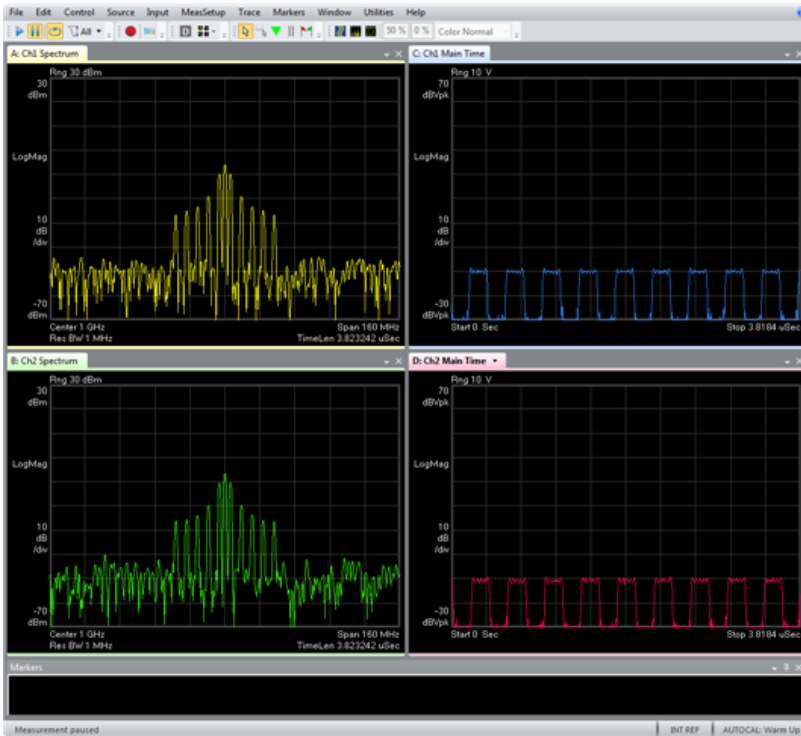 File Edit Control Source Input MeasSetup Trace Markers Window Utilities Help
All 50 % 0 % Color Normal
A: Ch1 Spectrum
Rng 30 dBm
30
dBm
LogMag
10
dB
/div
-70
dBm
Center 1 GHz Span 160 MHz
Res BW 1 MHz TimeLen 3.823242 uSec
C: Ch1 Main Time
Rng 10 V
70
dBVpk
LogMag
10
dB
/div
-30
dBVpk
Start 0 Sec Stop 3.8184 uSec
B: Ch2 Spectrum
Rng 30 dBm
30
dBm
LogMag
10
dB
/div
-70
dBm
Center 1 GHz Span 160 MHz
Res BW 1 MHz TimeLen 3.823242 uSec
D: Ch2 Main Time
Rng 10 V
70
dBVpk
LogMag
10
dB
/div
-30
dBVpk
Start 0 Sec Stop 3.8184 uSec
Markers
Measurement paused INT REF AUTOCAL: Warm Up